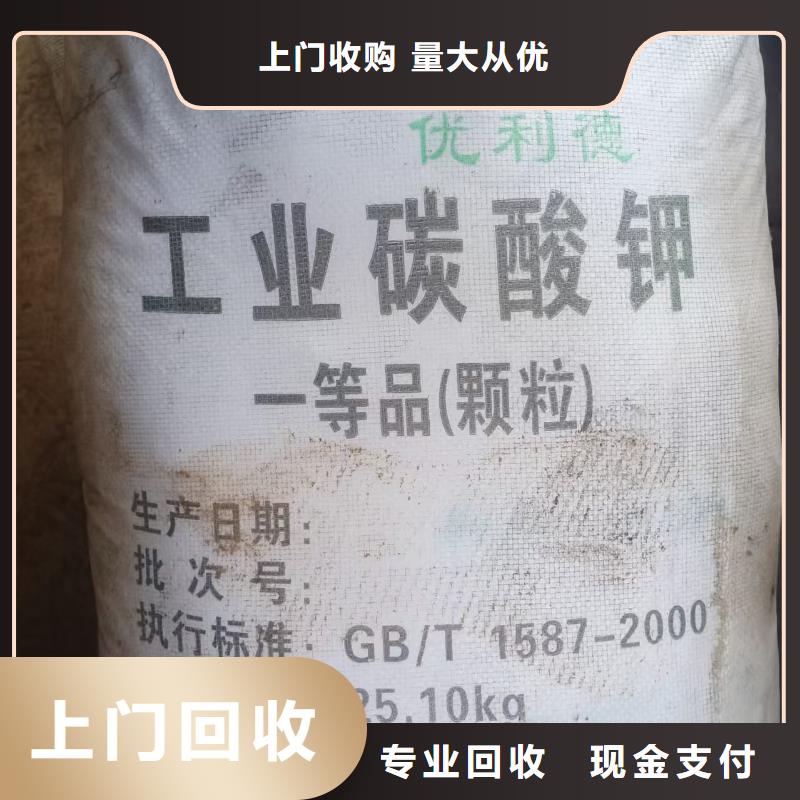 上门收购 量大从优
优利德
工业碳酸钾
一等品(颗粒)
生产日期:
批次号:
执行标准: GB/T 1587-2000
25.10kg
上门回收
专业回收 现金支付